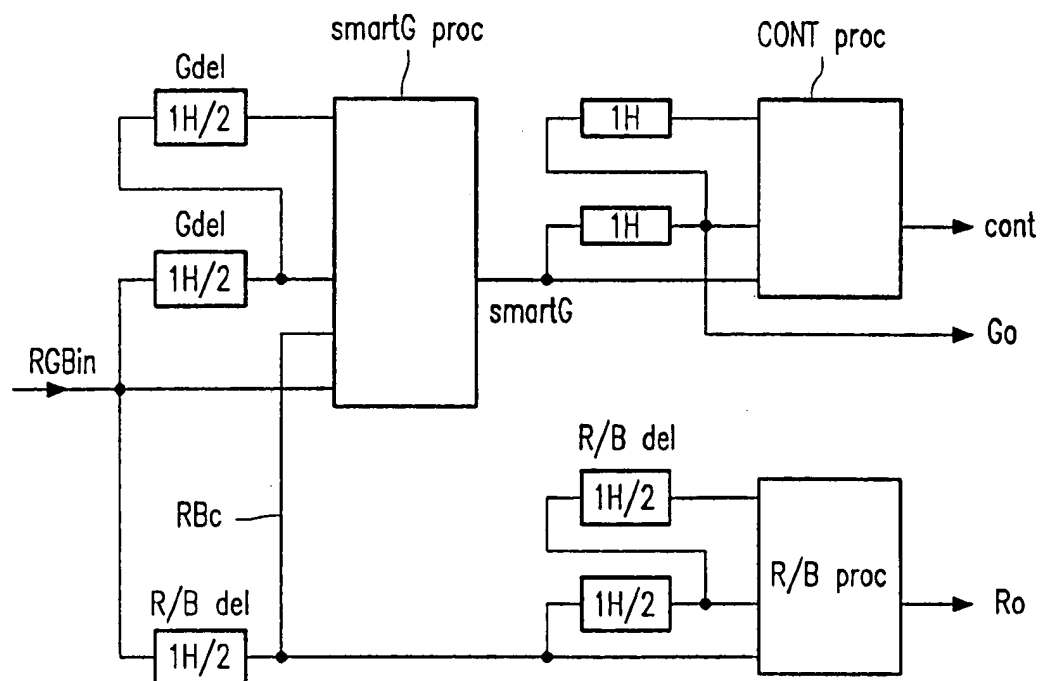 smartG proc
CONT proc
Gdel
1H/2
1H
Gdel
1H/2
1H
cont
smartG
Go
RGBin
R/B del
1H/2
RBc
R/B proc
1H/2
Ro
R/B del
1H/2